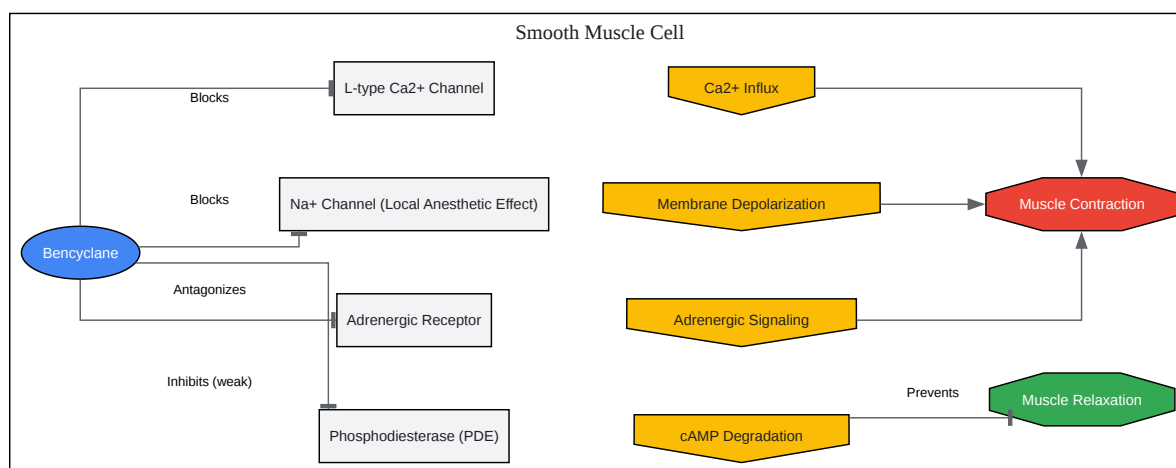 Smooth Muscle Cell
L-type Ca2+ Channel
Ca2+ Influx
Blocks
Blocks
Na+ Channel (Local Anesthetic Effect)
Membrane Depolarization
Muscle Contraction
Bencyclane
Antagonizes
Adrenergic Receptor
Adrenergic Signaling
Inhibits (weak)
Prevents
Muscle Relaxation
Phosphodiesterase (PDE)
cAMP Degradation